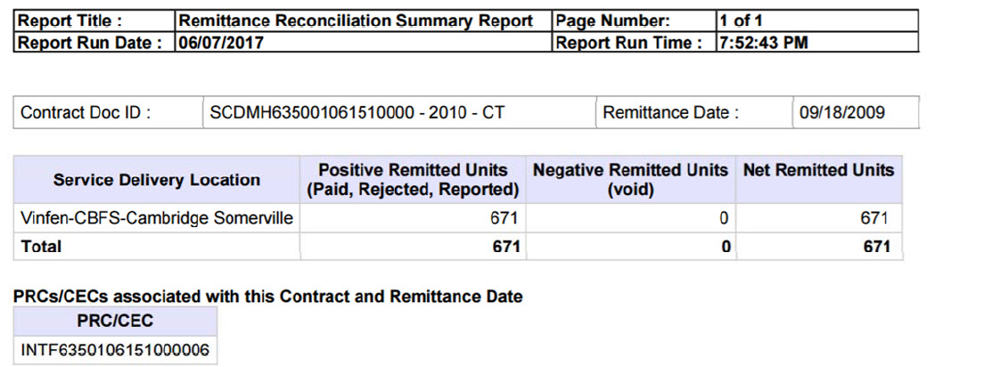 Report Title : Remittance Reconciliation Summary Report Page Number: 1 of 1
Report Run Date : 06/07/2017 Report Run Time : 7:52:43 PM
Contract Doc ID : SCDMH635001061510000 - 2010 - CT Remittance Date : 09/18/2009
Service Delivery Location Positive Remitted Units (Paid, Rejected, Reported) Negative Remitted Units (void) Net Remitted Units
Vinfen-CBFS-Cambridge Somerville 671 0 671
Total 671 0 671
PRCs/CECs associated with this Contract and Remittance Date
PRC/CEC
INTF6350106151000006